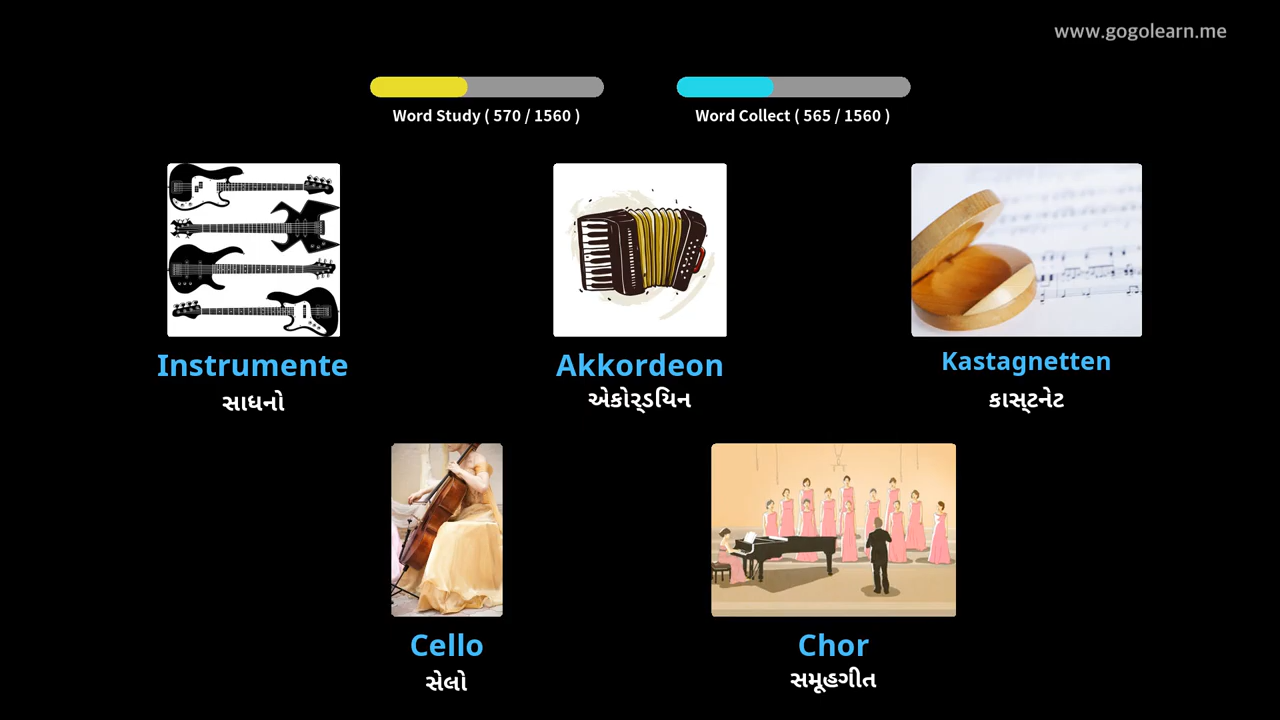 www.gogolearn.me
Word Study ( 570 / 1560 )
Word Collect ( 565 / 1560 )
Instrumente
સાધનો
Akkordeon
એકોર્ડિયન
Kastagnetten
કાસ્ટનેટ
Cello
સેલો
Chor
સમૂહગીત